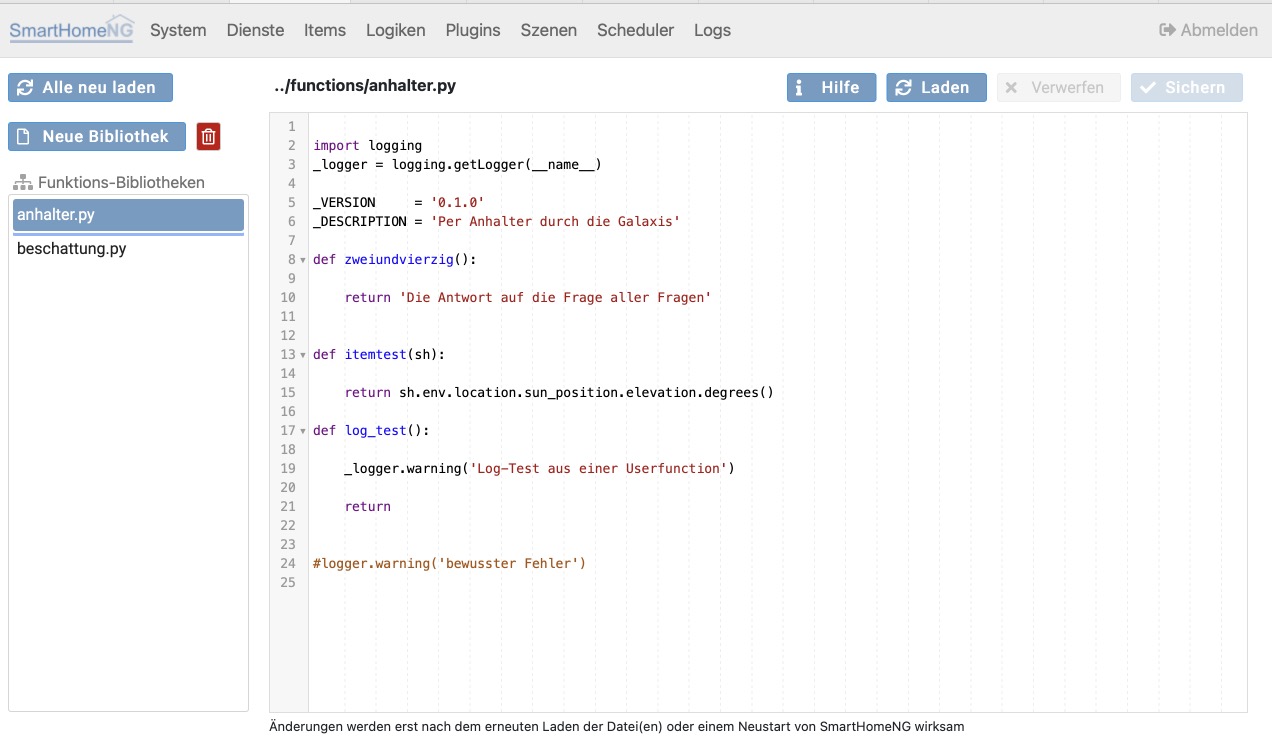 SmartHomeNG System Dienste Items Logiken Plugins Szenen Scheduler Logs Abmelden
Alle neu laden
../functions/anhalter.py
Hilfe Laden Verwerfen Sichern
Neue Bibliothek
Funktions-Bibliotheken
anhalter.py
beschattung.py
1
2 import logging
3 _logger = logging.getLogger(__name__)
4
5 _VERSION     = '0.1.0'
6 _DESCRIPTION = 'Per Anhalter durch die Galaxis'
7
8 def zweiundvierzig():
9
10     return 'Die Antwort auf die Frage aller Fragen'
11
12
13 def itemtest(sh):
14
15     return sh.env.location.sun_position.elevation.degrees()
16
17 def log_test():
18
19     _logger.warning('Log-Test aus einer Userfunction')
20
21     return
22
23
24 #logger.warning('bewusster Fehler')
25
Änderungen werden erst nach dem erneuten Laden der Datei(en) oder einem Neustart von SmartHomeNG wirksam